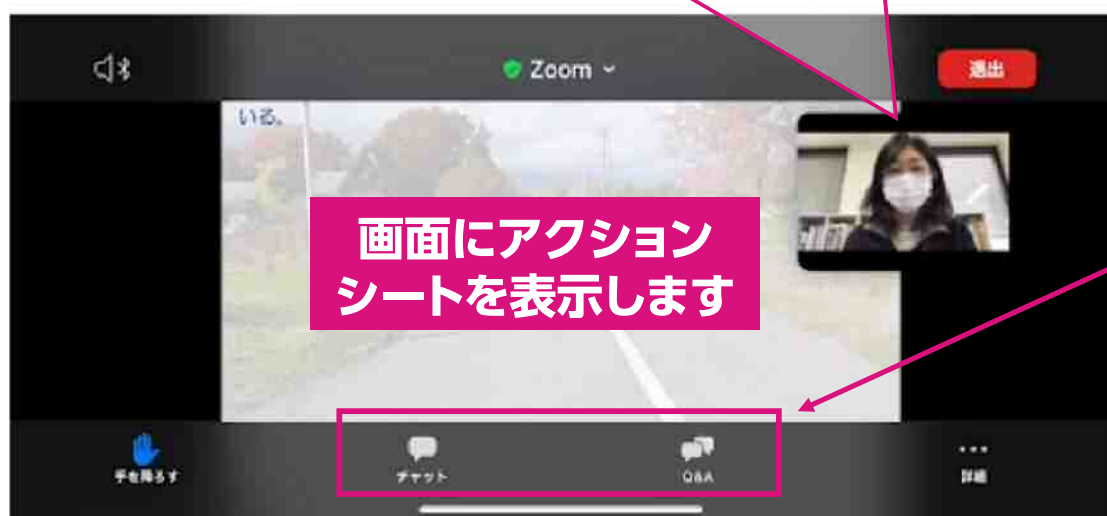 Zoom
退出
いる。
画面にアクション
シートを表示します
手を降ろす
チャット
Q&A
詳細